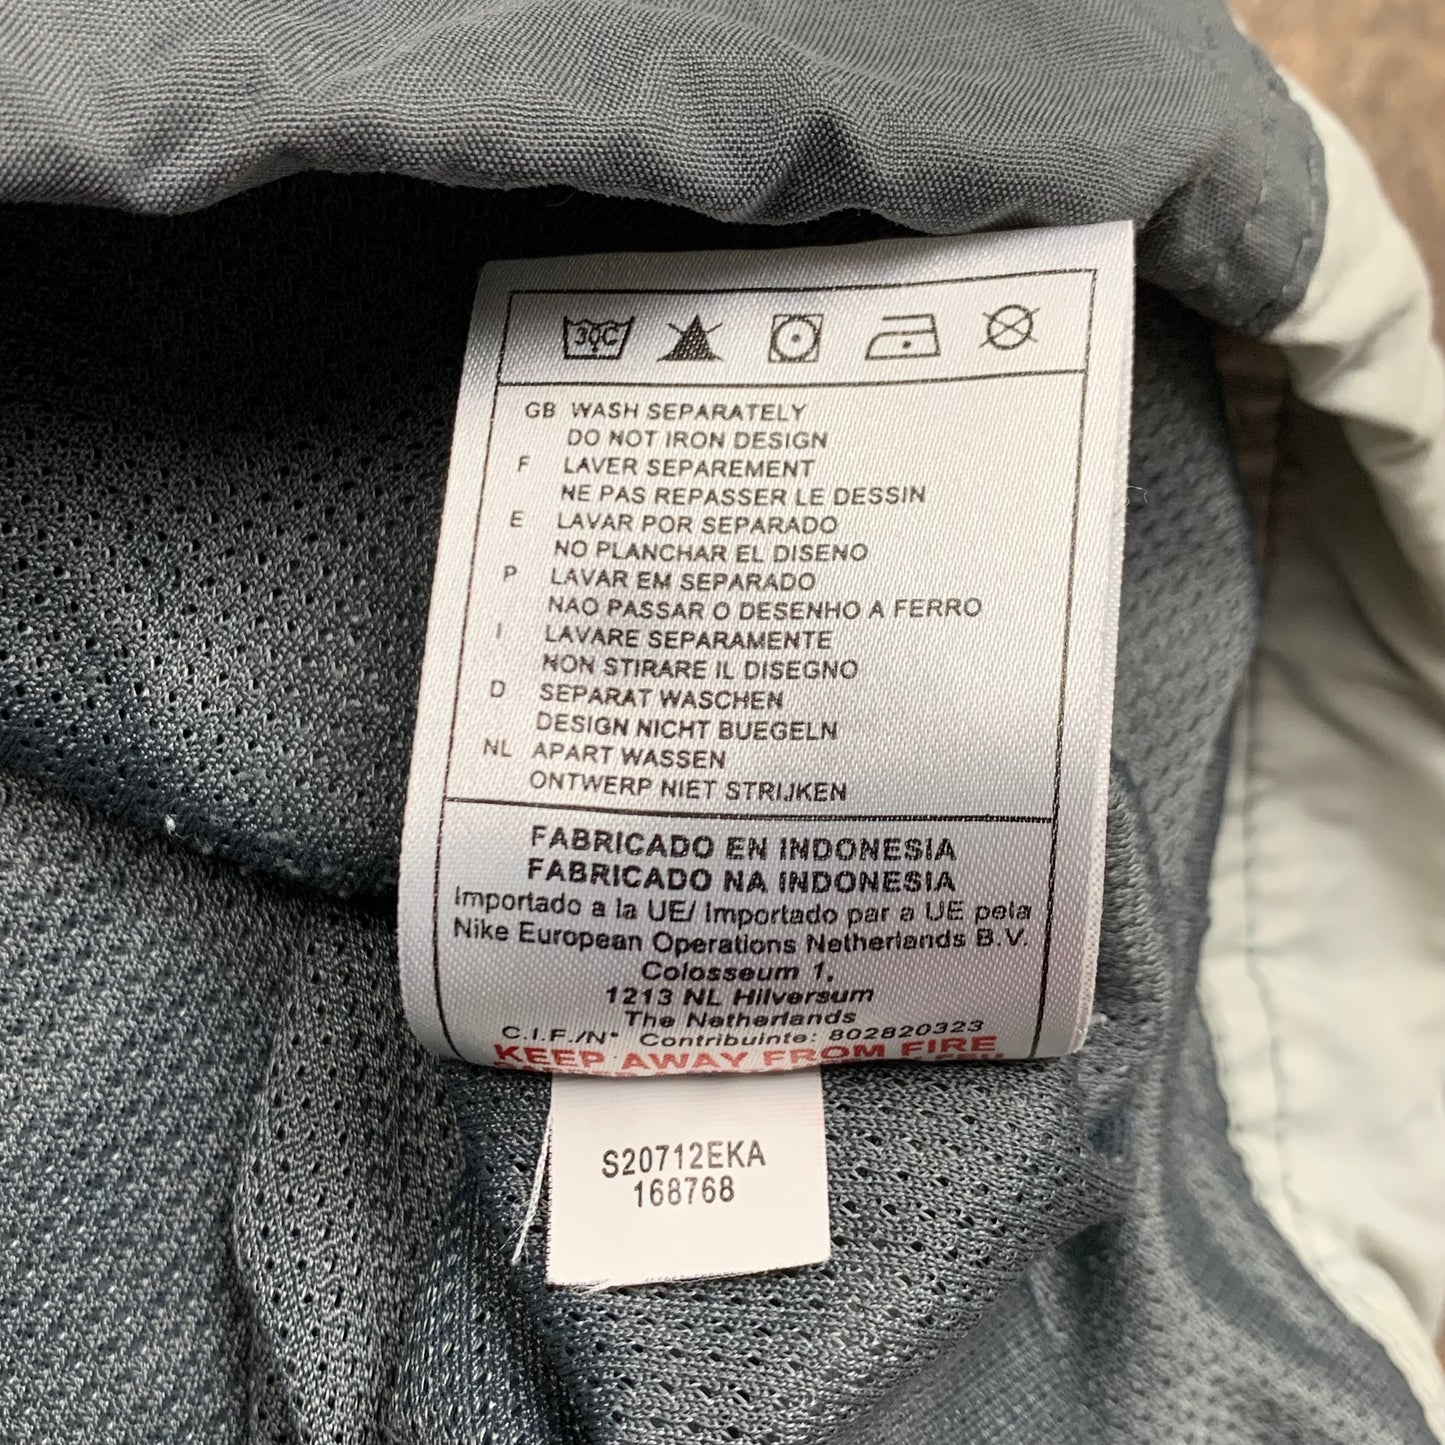 30C
GB WASH SEPARATELY
DO NOT IRON DESIGN
F LAVER SEPAREMENT
NE PAS REPASSER LE DESSIN
E LAVAR POR SEPARADO
NO PLANCHAR EL DISENO
P LAVAR EM SEPARADO
NAO PASSAR O DESENHO A FERRO
I LAVARE SEPARAMENTE
NON STIRARE IL DISEGNO
D SEPARAT WASCHEN
DESIGN NICHT BUEGELN
NL APART WASSEN
ONTWERP NIET STRIJKEN
FABRICADO EN INDONESIA
FABRICADO NA INDONESIA
Importado a la UE/ Importado par a UE pela
Nike European Operations Netherlands B.V.
Colosseum 1,
1213 NL Hilversum
The Netherlands
C.I.F./N° Contribuinte: 802820323
KEEP AWAY FROM FIRE
S20712EKA
168768